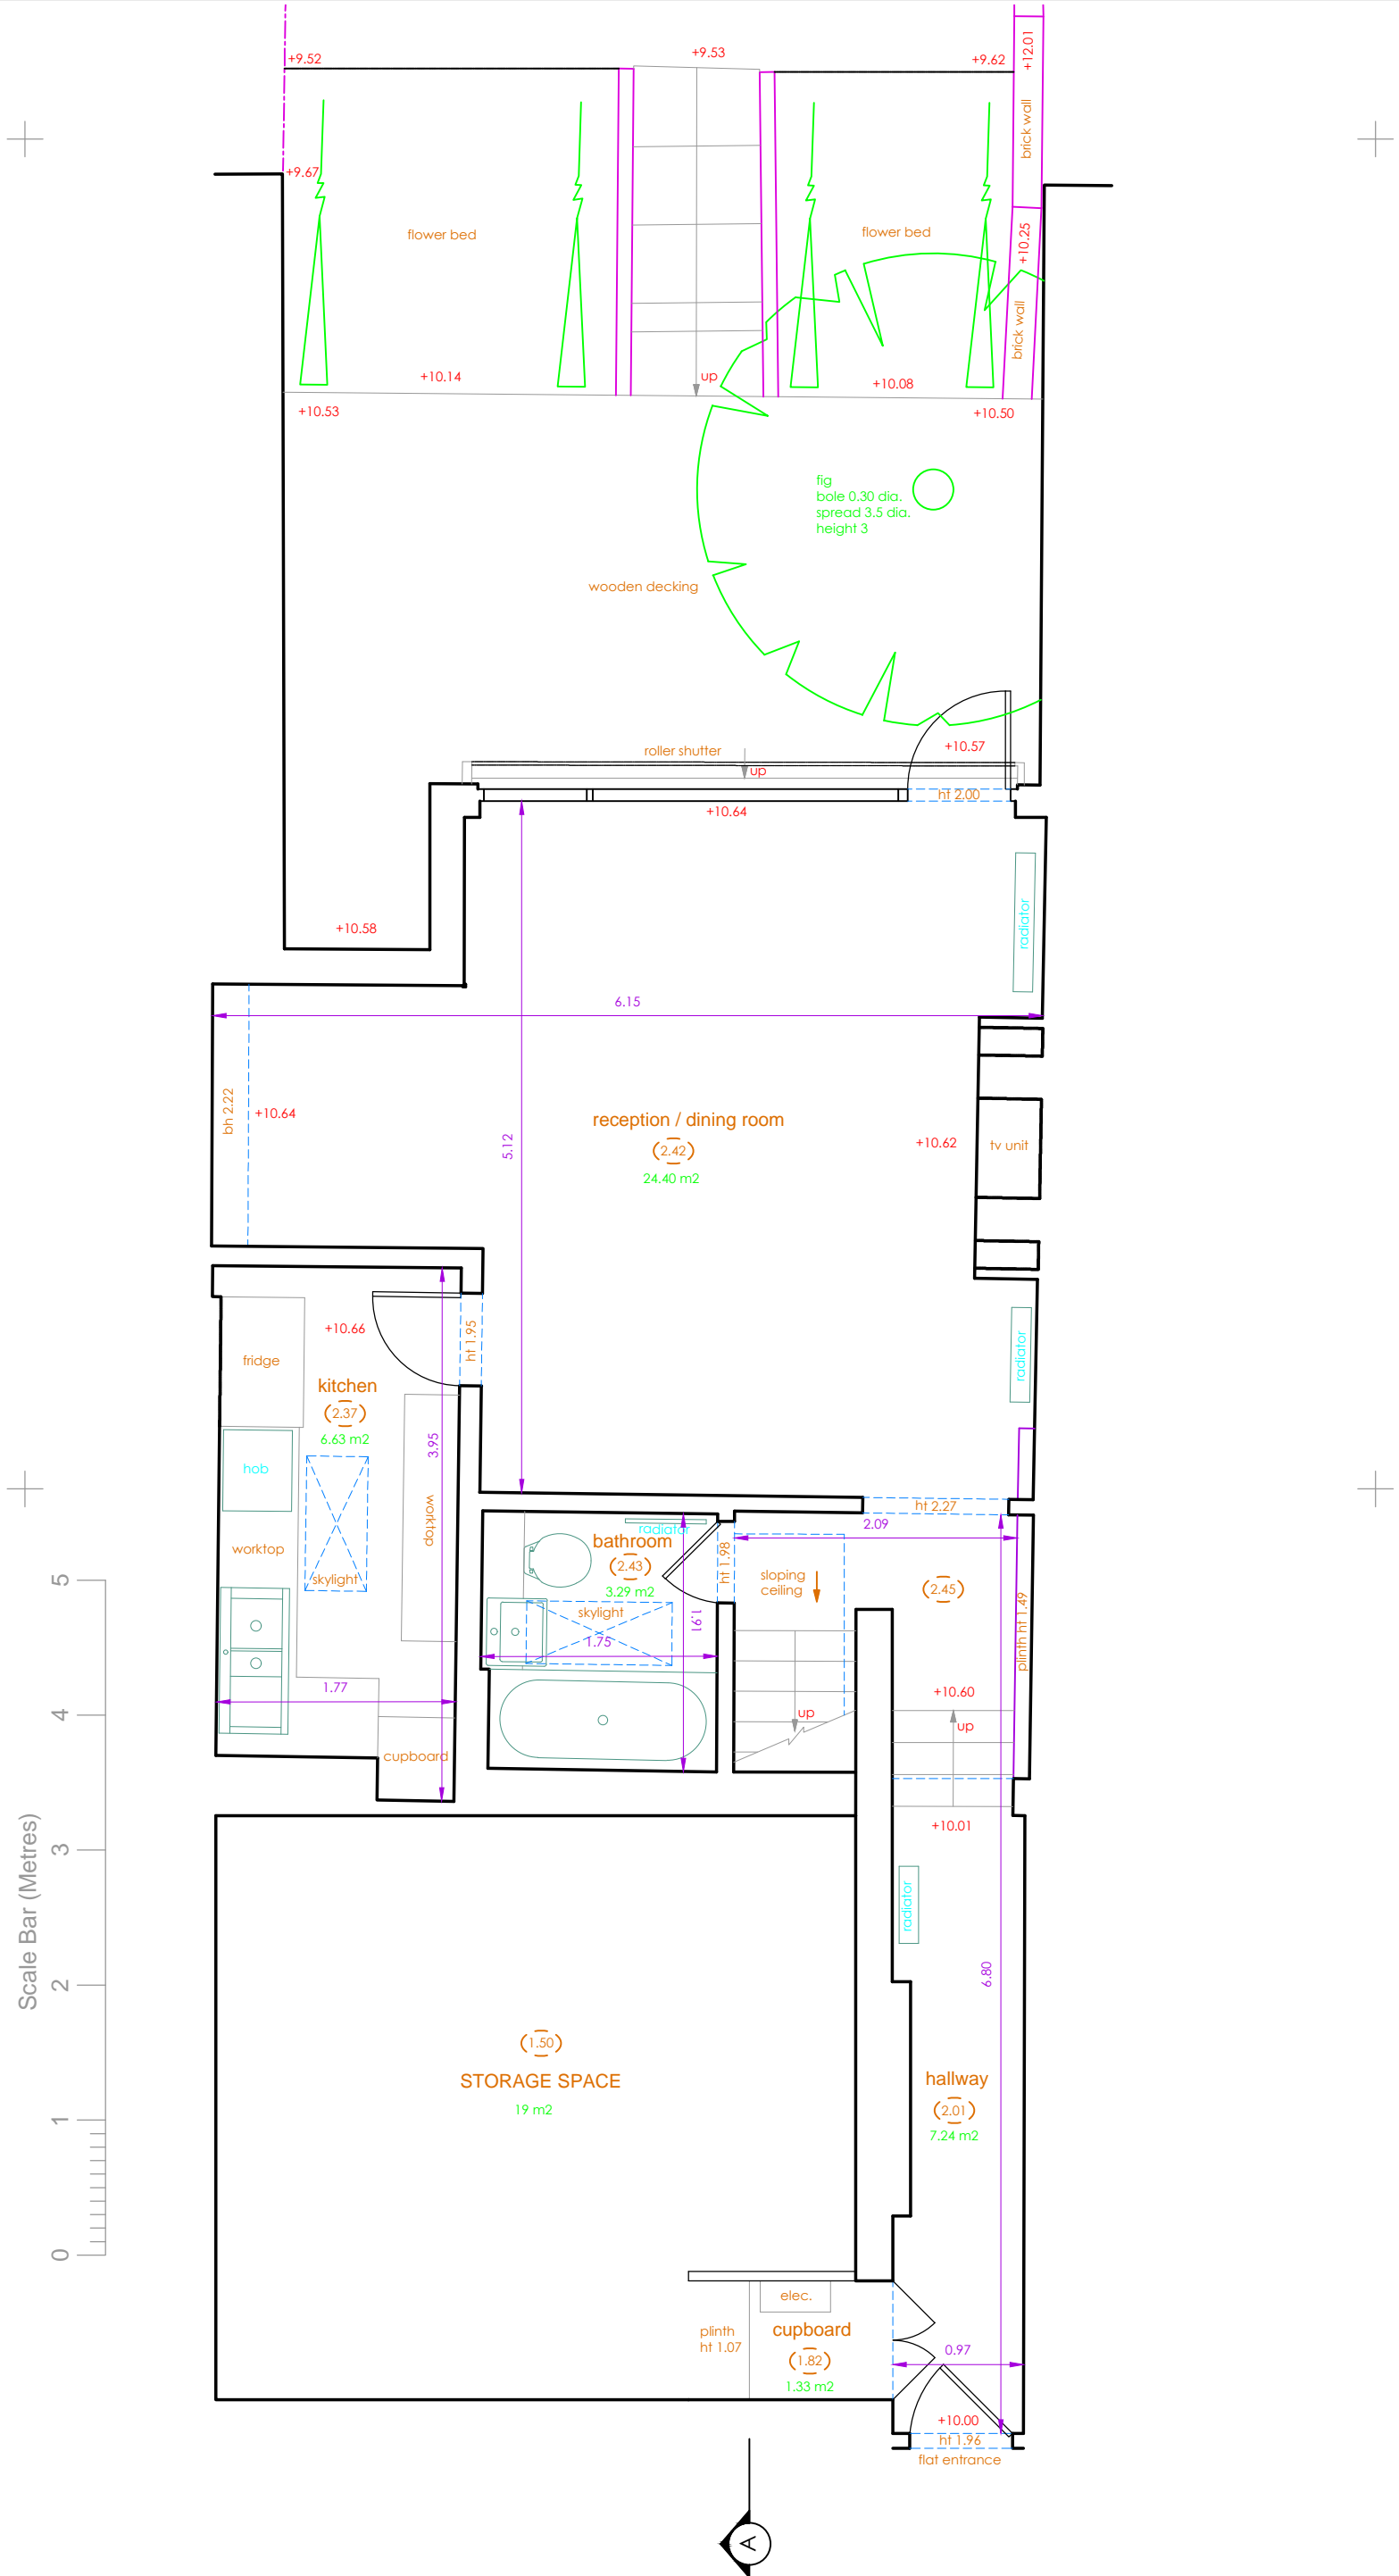 +9.52
+9.53
+9.62
+12.01
brick wall
+9.67
flower bed
flower bed
+10.25
brick wall
+10.14
up
+10.08
+10.53
+10.50
fig
bole 0.30 dia.
spread 3.5 dia.
height 3
wooden decking
roller shutter
up
+10.57
ht 2.00
+10.64
radiator
+10.58
6.15
bh 2.22
+10.64
5.12
reception / dining room
(2.42)
24.40 m2
+10.62
tv unit
+10.66
ht 1.95
fridge
kitchen
(2.37)
6.63 m2
3.95
radiator
hob
worktop
worktop
skylight
1.77
cupboard
ht 2.27
2.09
radiator
bathroom
(2.43)
3.29 m2
ht 1.98
skylight
1.91
1.75
sloping
ceiling
(2.45)
plinth ht 1.49
+10.60
up
up
+10.01
radiator
6.80
(1.50)
STORAGE SPACE
19 m2
hallway
(2.01)
7.24 m2
elec.
plinth
ht 1.07
cupboard
(1.82)
1.33 m2
0.97
+10.00
ht 1.96
flat entrance
A
Scale Bar (Metres)
0 1 2 3 4 5